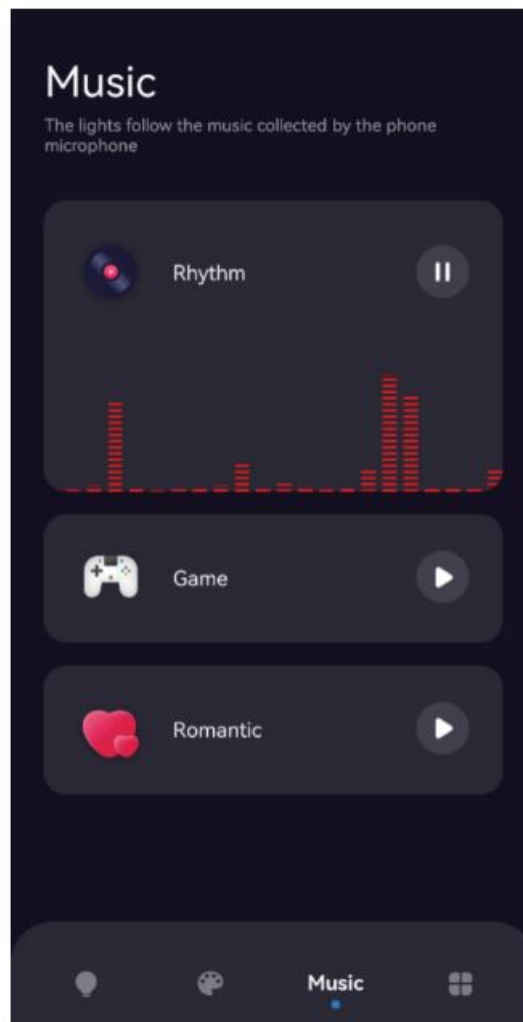 Music
The lights follow the music collected by the phone
microphone
Rhythm
Game
Romantic
Music